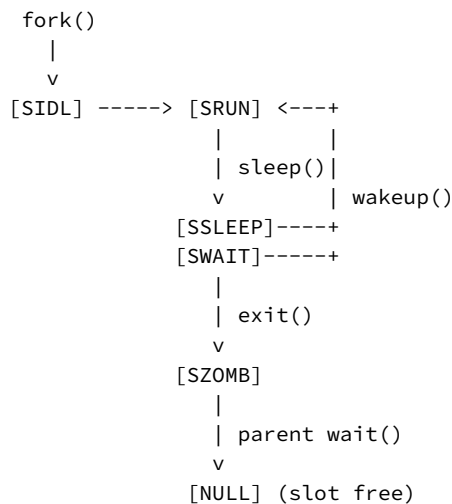 fork()
|
v
[SIDL] -----> [SRUN] <---+
| |
| sleep()|
v | wakeup()
[SSLEEP]----+
[SWAIT]-----+
|
| exit()
v
[SZOMB]
|
| parent wait()
v
[NULL] (slot free)